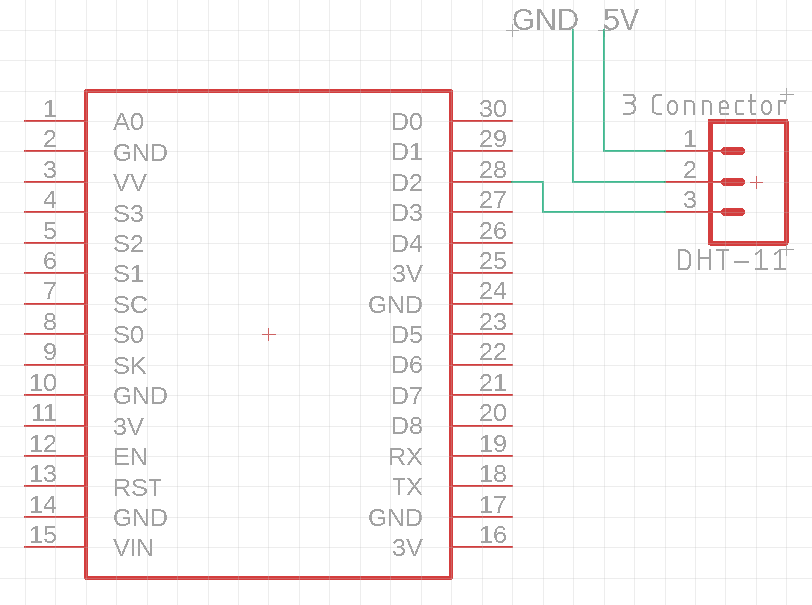 GND 5V
3 Connector
1 A0 D0 30
2 GND D1 29 1
3 VV D2 28 2
4 S3 D3 27 3
5 S2 D4 26
DHT-11
6 S1 3V 25
7 SC GND 24
8 S0 D5 23
9 SK D6 22
10 GND D7 21
11 3V D8 20
12 EN RX 19
13 RST TX 18
14 GND GND 17
15 VIN 3V 16